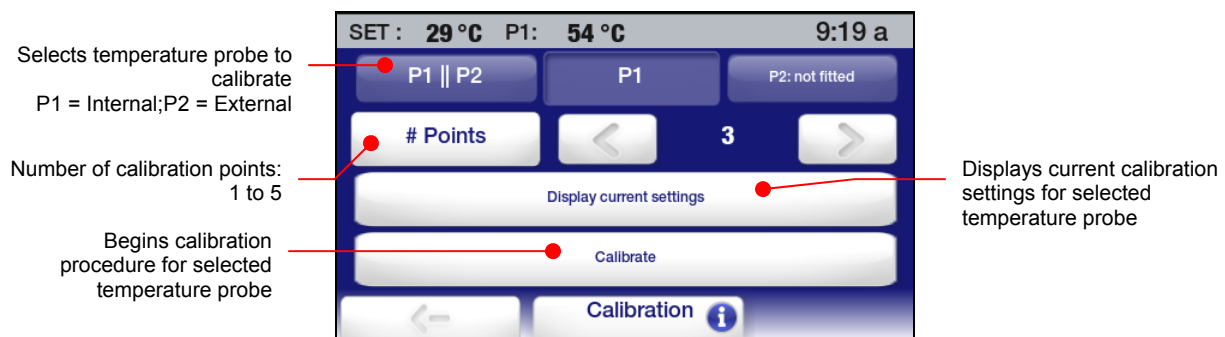 SET : 29 °C P1: 54 °C 9:19 a
Selects temperature probe to
calibrate
P1 = Internal;P2 = External
P1 || P2 P1 P2: not fitted
# Points < 3 >
Number of calibration points:
1 to 5
Display current settings
Displays current calibration
settings for selected
temperature probe
Begins calibration
procedure for selected
temperature probe
Calibrate
Calibration i